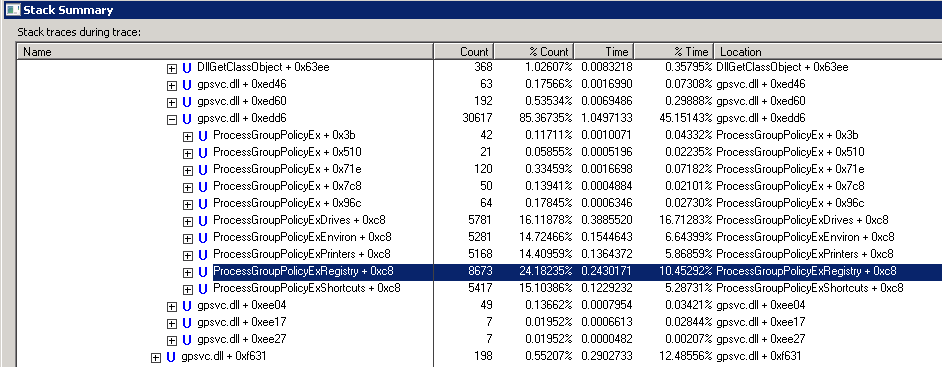 Stack Summary
Stack traces during trace:
Name Count % Count Time % Time Location
DllGetClassObject + 0x63ee 368 1.02607% 0.0083218 0.35795% DllGetClassObject + 0x63ee
U gpsvc.dll + 0xed46 63 0.17566% 0.0016990 0.07308% gpsvc.dll + 0xed46
U gpsvc.dll + 0xed60 192 0.53534% 0.0069486 0.29888% gpsvc.dll + 0xed60
U gpsvc.dll + 0xedd6 30617 85.36735% 1.0497133 45.15143% gpsvc.dll + 0xedd6
U ProcessGroupPolicyEx + 0x3b 42 0.11711% 0.0010071 0.04332% ProcessGroupPolicyEx + 0x3b
U ProcessGroupPolicyEx + 0x510 21 0.05855% 0.0005196 0.02235% ProcessGroupPolicyEx + 0x510
U ProcessGroupPolicyEx + 0x71e 120 0.33459% 0.0016698 0.07182% ProcessGroupPolicyEx + 0x71e
U ProcessGroupPolicyEx + 0x7c8 50 0.13941% 0.0004884 0.02101% ProcessGroupPolicyEx + 0x7c8
U ProcessGroupPolicyEx + 0x96c 64 0.17845% 0.0006346 0.02730% ProcessGroupPolicyEx + 0x96c
U ProcessGroupPolicyExDrives + 0xc8 5781 16.11878% 0.3885520 16.71283% ProcessGroupPolicyExDrives + 0xc8
U ProcessGroupPolicyExEnviron + 0xc8 5281 14.72466% 0.1544643 6.64399% ProcessGroupPolicyExEnviron + 0xc8
U ProcessGroupPolicyExPrinters + 0xc8 5168 14.40959% 0.1364372 5.86859% ProcessGroupPolicyExPrinters + 0xc8
U ProcessGroupPolicyExRegistry + 0xc8 8673 24.18235% 0.2430171 10.45292% ProcessGroupPolicyExRegistry + 0xc8
U ProcessGroupPolicyExShortcuts + 0xc8 5417 15.10386% 0.1229232 5.28731% ProcessGroupPolicyExShortcuts + 0xc8
U gpsvc.dll + 0xee04 49 0.13662% 0.0007954 0.03421% gpsvc.dll + 0xee04
U gpsvc.dll + 0xee17 7 0.01952% 0.0006613 0.02844% gpsvc.dll + 0xee17
U gpsvc.dll + 0xee27 7 0.01952% 0.0000482 0.00207% gpsvc.dll + 0xee27
U gpsvc.dll + 0xf631 198 0.55207% 0.2902733 12.48556% gpsvc.dll + 0xf631